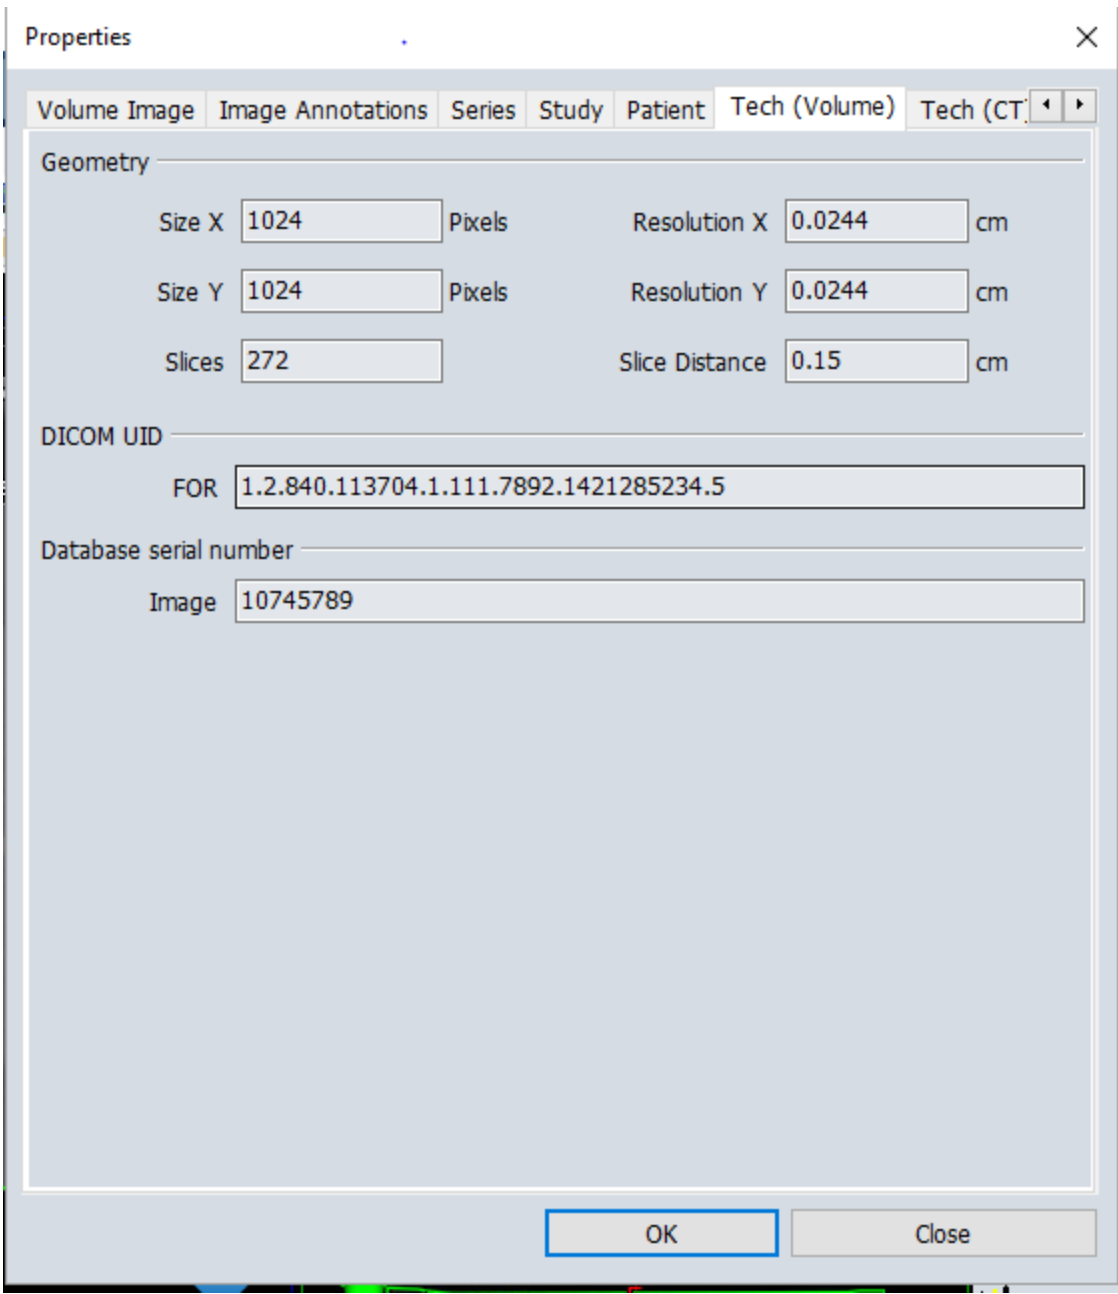 Properties
Volume Image Image Annotations Series Study Patient Tech (Volume) Tech (CT)
Geometry
Size X 1024 Pixels Resolution X 0.0244 cm
Size Y 1024 Pixels Resolution Y 0.0244 cm
Slices 272 Slice Distance 0.15 cm
DICOM UID
FOR 1.2.840.113704.1.111.7892.1421285234.5
Database serial number
Image 10745789
OK Close